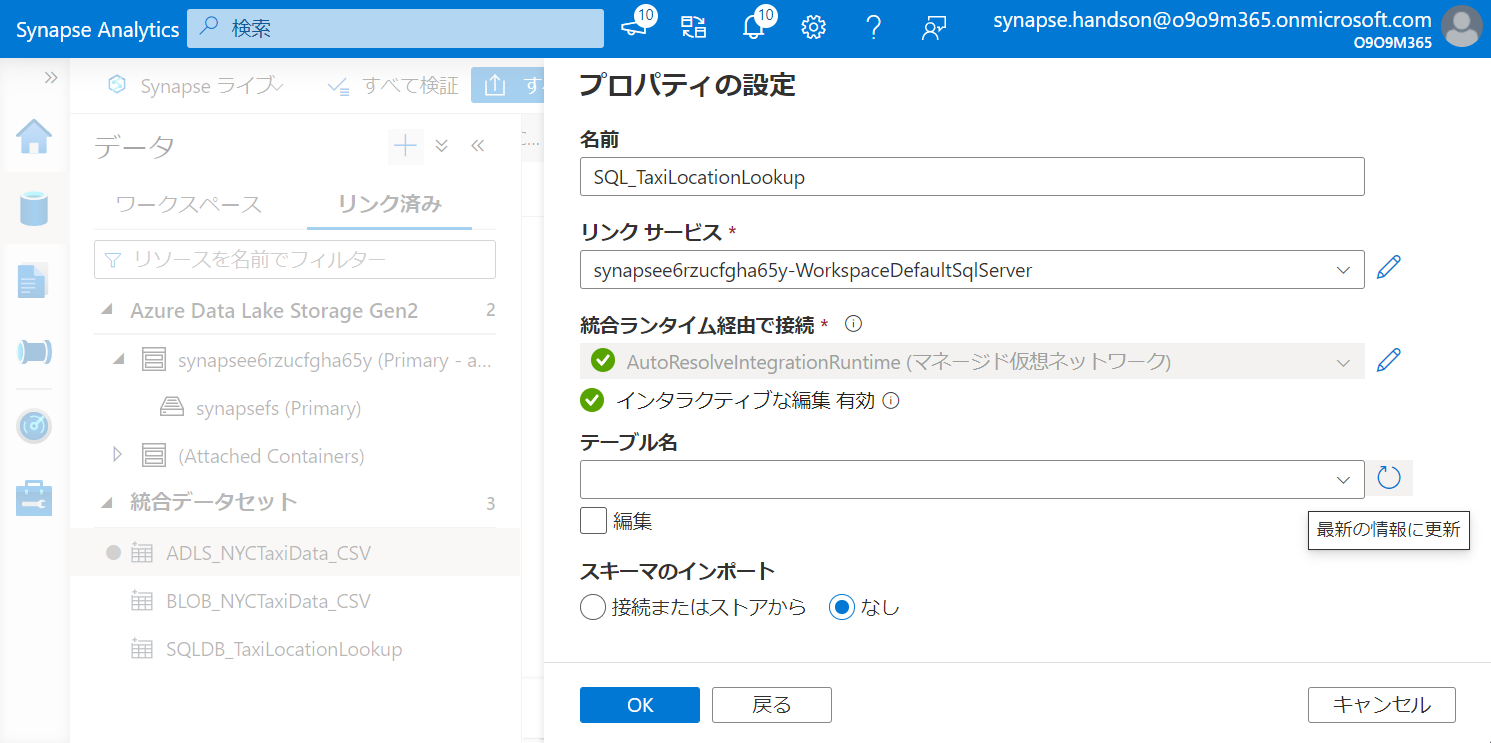 Synapse Analytics
検索
10
10
synapse.handson@o9o9m365.onmicrosoft.com
O9O9M365
Synapse ライブ
すべて検証
す
データ
ワークスペース
リンク済み
リソースを名前でフィルター
Azure Data Lake Storage Gen2
2
synapsee6rzucfgha65y (Primary - a...
synapsefs (Primary)
(Attached Containers)
統合データセット
3
ADLS_NYCTaxiData_CSV
BLOB_NYCTaxiData_CSV
SQLDB_TaxiLocationLookup
プロパティの設定
名前
SQL_TaxiLocationLookup
リンク サービス *
synapsee6rzucfgha65y-WorkspaceDefaultSqlServer
統合ランタイム経由で接続 *
AutoResolveIntegrationRuntime (マネージド仮想ネットワーク)
インタラクティブな編集 有効
テーブル名
編集
最新の情報に更新
スキーマのインポート
接続またはストアから
なし
OK
戻る
キャンセル